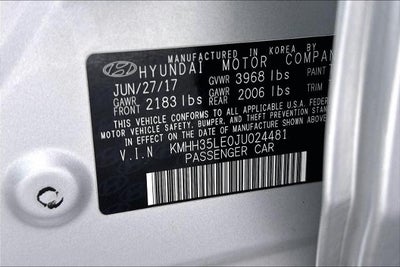 MANUFACTURED IN KOREA BY
HYUNDAI MOTOR COMPAN
JUN/27/17 GVWR 3968 lbs PAINT
GAWR FRONT 2183 lbs GAWR REAR 2006 lbs TRIM
THIS VEHICLE CONFORMS TO ALL APPLICABLE U.S.A. FEDER
MOTOR VEHICLE SAFETY, BUMPER, AND THEFT PREVENTION STAN
IN EFFECT ON THE DATE OF MANUFACTURE SHOWN ABOVE.
V.I.N KMHH35LE0JU024481
PASSENGER CAR